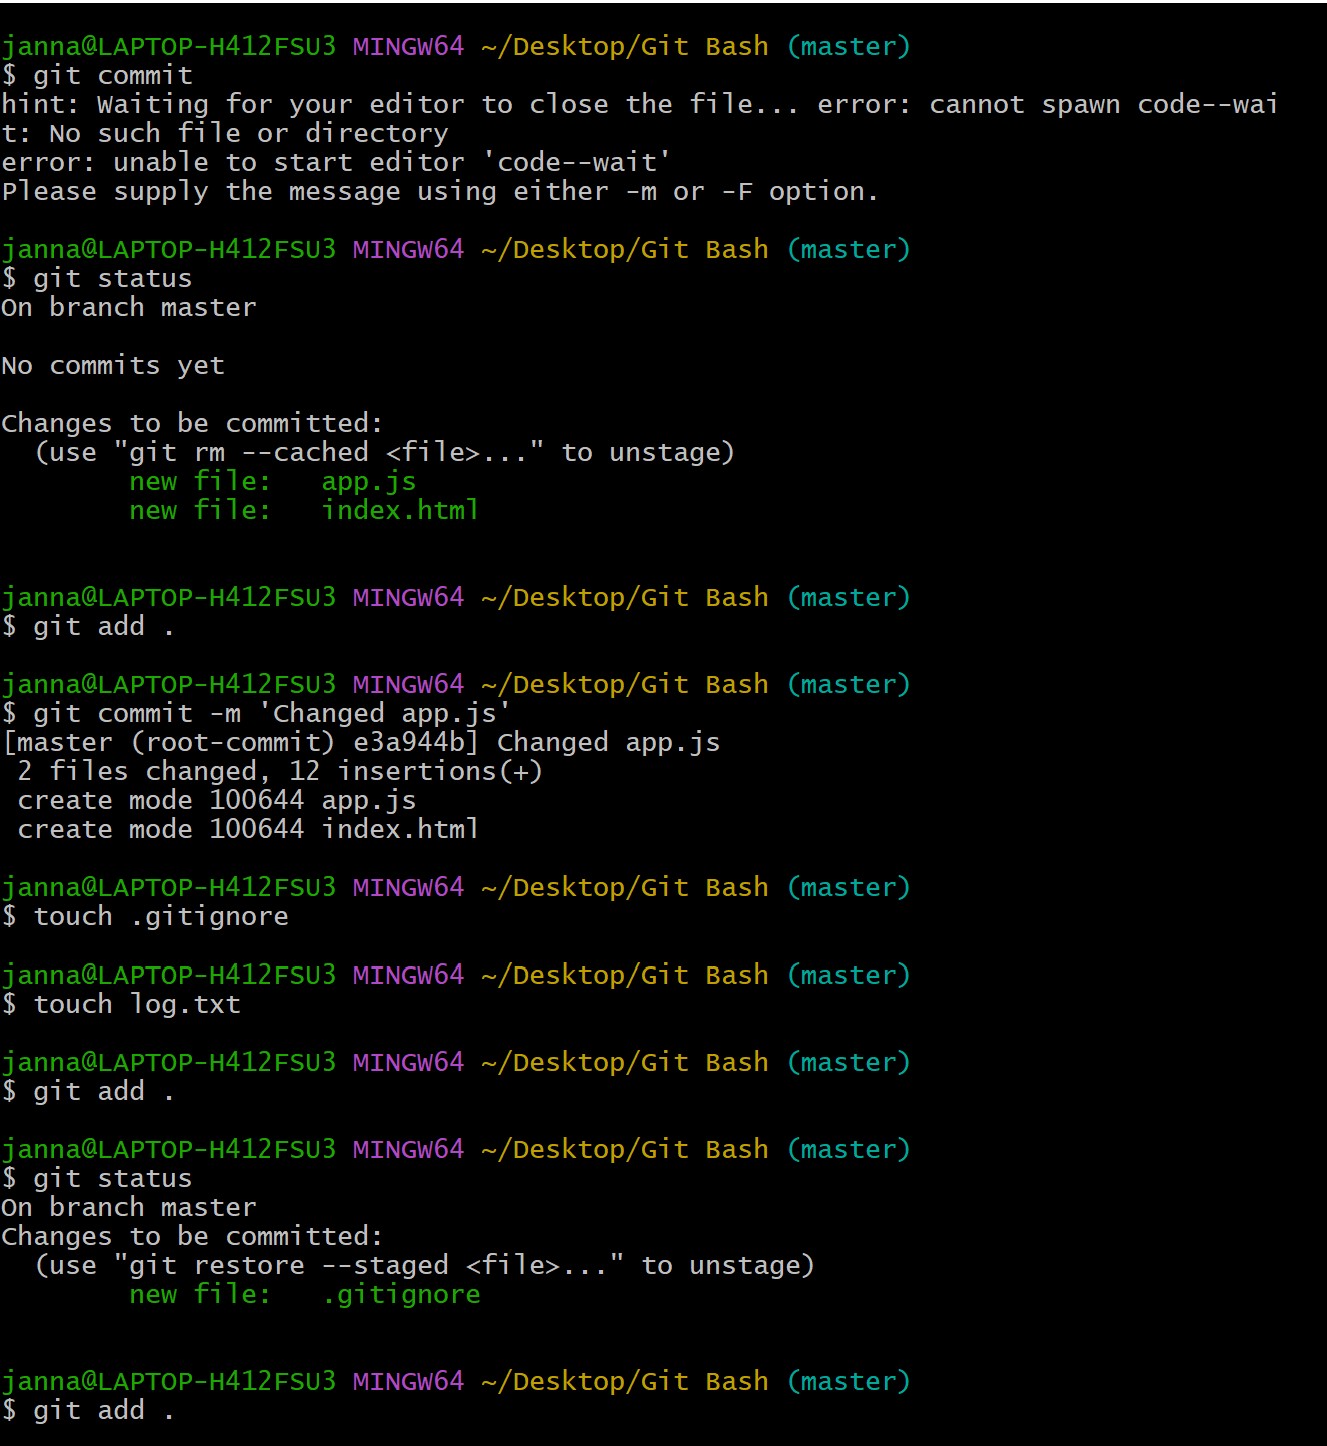 janna@LAPTOP-H412FSU3 MINGW64 ~/Desktop/Git Bash (master)
$ git commit
hint: Waiting for your editor to close the file... error: cannot spawn code--wai
t: No such file or directory
error: unable to start editor 'code--wait'
Please supply the message using either -m or -F option.
janna@LAPTOP-H412FSU3 MINGW64 ~/Desktop/Git Bash (master)
$ git status
On branch master
No commits yet
Changes to be committed:
  (use "git rm --cached <file>..." to unstage)
        new file:   app.js
        new file:   index.html
janna@LAPTOP-H412FSU3 MINGW64 ~/Desktop/Git Bash (master)
$ git add .
janna@LAPTOP-H412FSU3 MINGW64 ~/Desktop/Git Bash (master)
$ git commit -m 'Changed app.js'
[master (root-commit) e3a944b] Changed app.js
 2 files changed, 12 insertions(+)
 create mode 100644 app.js
 create mode 100644 index.html
janna@LAPTOP-H412FSU3 MINGW64 ~/Desktop/Git Bash (master)
$ touch .gitignore
janna@LAPTOP-H412FSU3 MINGW64 ~/Desktop/Git Bash (master)
$ touch log.txt
janna@LAPTOP-H412FSU3 MINGW64 ~/Desktop/Git Bash (master)
$ git add .
janna@LAPTOP-H412FSU3 MINGW64 ~/Desktop/Git Bash (master)
$ git status
On branch master
Changes to be committed:
  (use "git restore --staged <file>..." to unstage)
        new file:   .gitignore
janna@LAPTOP-H412FSU3 MINGW64 ~/Desktop/Git Bash (master)
$ git add .